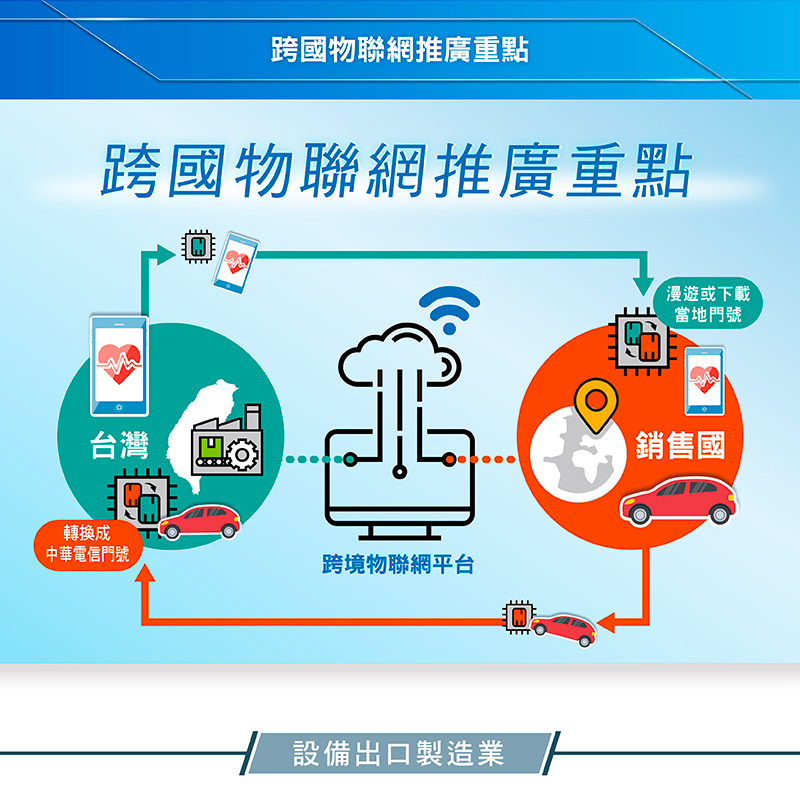 跨國物聯網推廣重點
跨國物聯網推廣重點
漫遊或下載
當地門號
台灣
銷售國
轉換成
中華電信門號
跨境物聯網平台
設備出口製造業